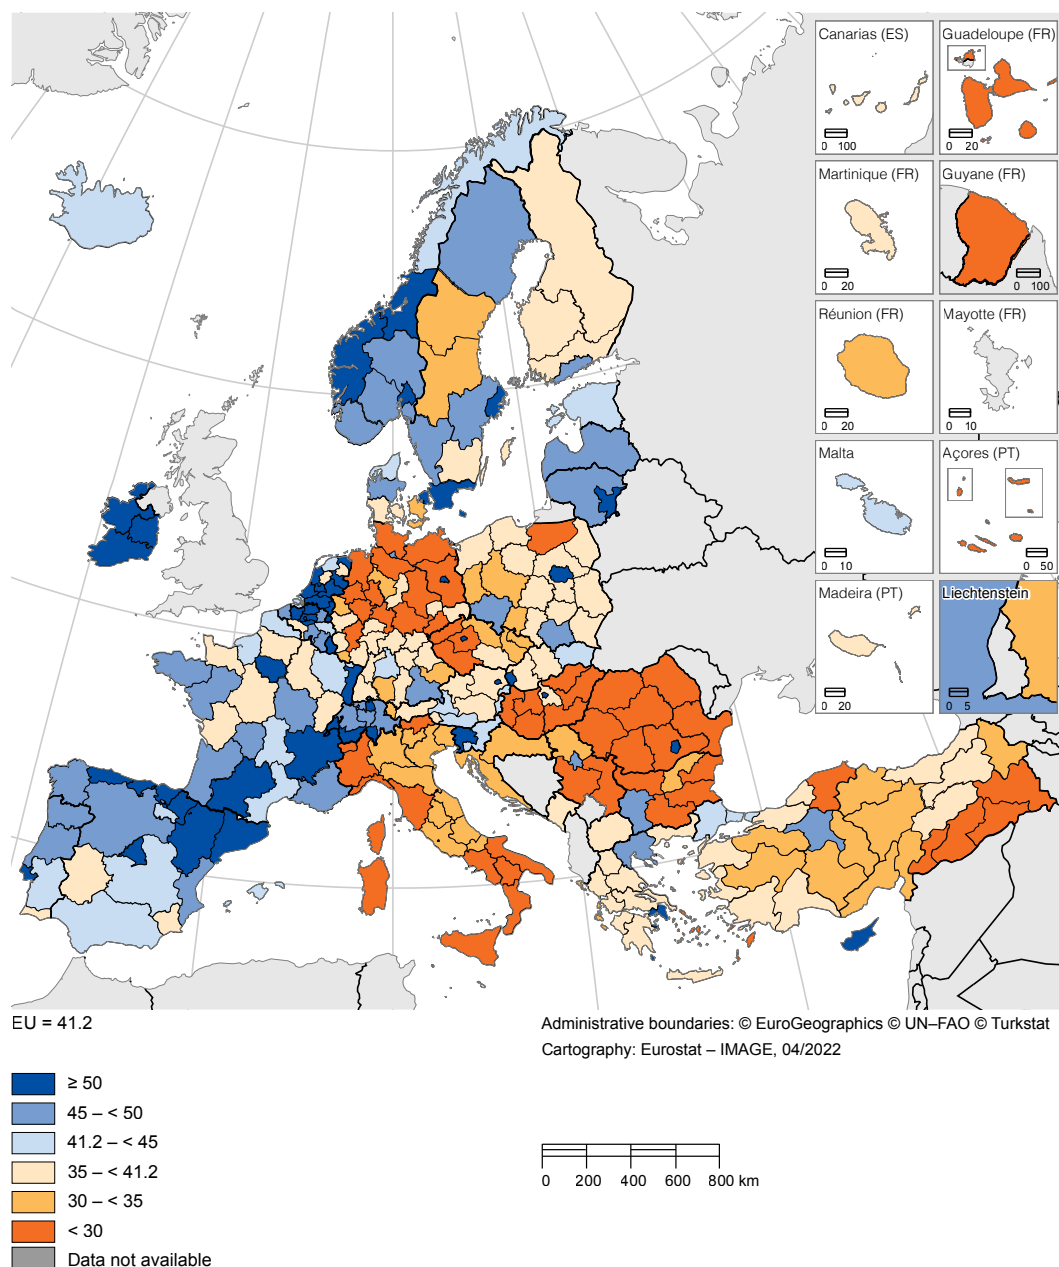 Canarias (ES)
0 100
Guadeloupe (FR)
0 20
Martinique (FR)
0 20
Guyane (FR)
0 100
Réunion (FR)
0 20
Mayotte (FR)
0 10
Malta
0 10
Açores (PT)
0 50
Madeira (PT)
0 20
Liechtenstein
0 5
EU = 41.2
Administrative boundaries: © EuroGeographics © UN–FAO © Turkstat
Cartography: Eurostat – IMAGE, 04/2022
≥ 50
45 – < 50
41.2 – < 45
35 – < 41.2
30 – < 35
< 30
Data not available
0 200 400 600 800 km